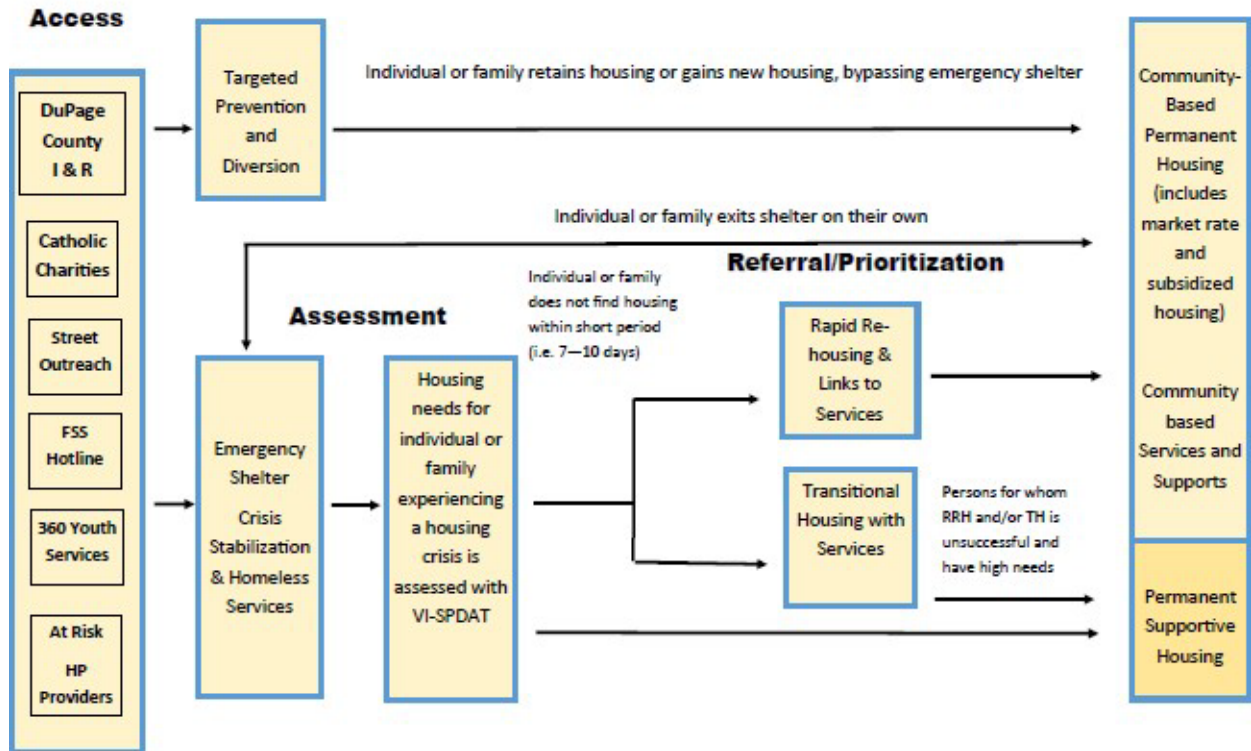 Access
DuPage
County
I & R
Catholic
Charities
Street
Outreach
FSS
Hotline
360 Youth
Services
At Risk
HP
Providers
Targeted
Prevention
and
Diversion
Individual or family retains housing or gains new housing, bypassing emergency shelter
Individual or family exits shelter on their own
Assessment
Emergency
Shelter
Crisis
Stabilization
& Homeless
Services
Housing
needs for
individual or
family
experiencing
a housing
crisis is
assessed with
VI-SPDAT
Individual or family
does not find housing
within short period
(i.e. 7—10 days)
Referral/Prioritization
Rapid Re-
housing &
Links to
Services
Transitional
Housing with
Services
Persons for whom
RRH and/or TH is
unsuccessful and
have high needs
Community-
Based
Permanent
Housing
(includes
market rate
and
subsidized
housing)
Community
based
Services and
Supports
Permanent
Supportive
Housing